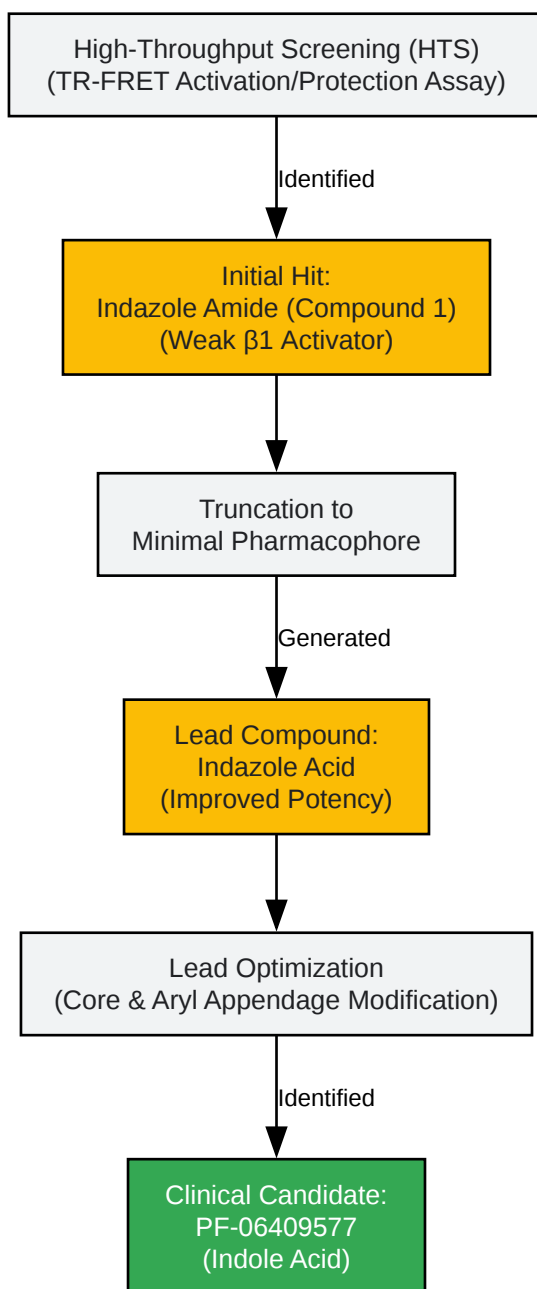 High-Throughput Screening (HTS)
(TR-FRET Activation/Protection Assay)
Identified
Initial Hit:
Indazole Amide (Compound 1)
(Weak β1 Activator)
Truncation to
Minimal Pharmacophore
Generated
Lead Compound:
Indazole Acid
(Improved Potency)
Lead Optimization
(Core & Aryl Appendage Modification)
Identified
Clinical Candidate:
PF-06409577
(Indole Acid)